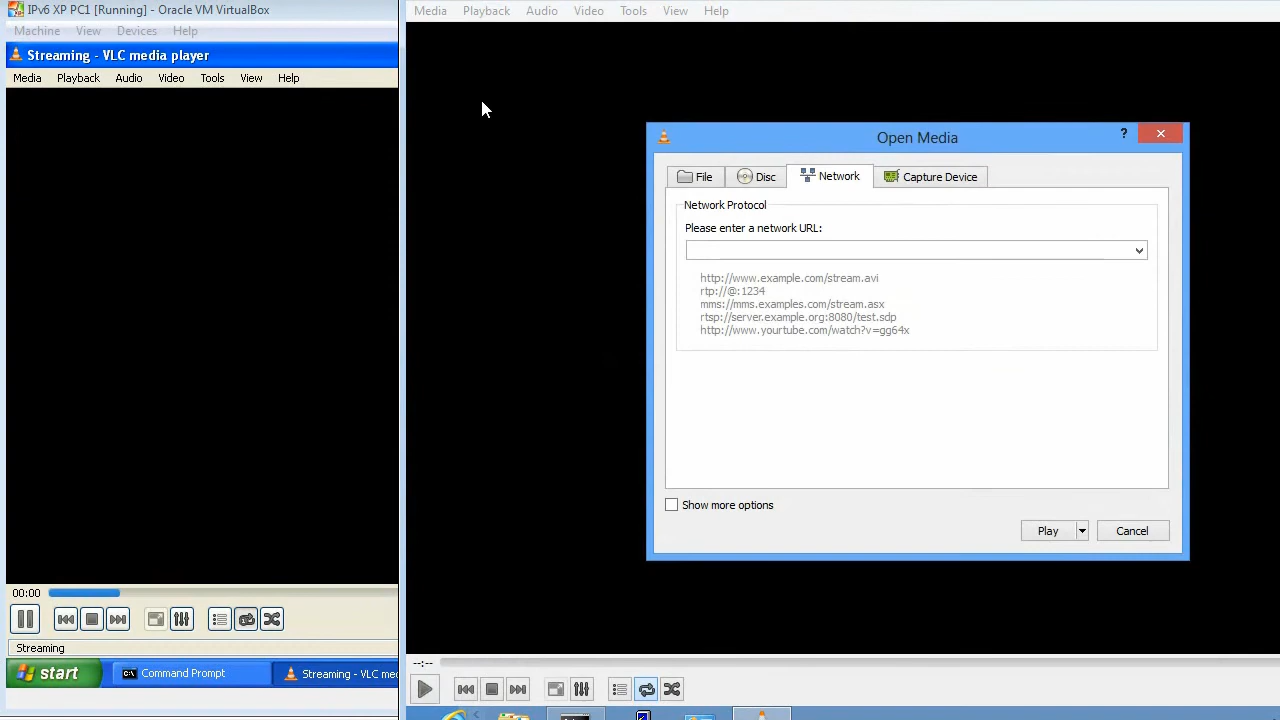 IPv6 XP PC1 [Running] - Oracle VM VirtualBox
Machine View Devices Help
Streaming - VLC media player
Media Playback Audio Video Tools View Help
00:00
Streaming
start Command Prompt Streaming - VLC me
Media Playback Audio Video Tools View Help
Open Media
? 
File Disc Network Capture Device
Network Protocol
Please enter a network URL:
http://www.example.com/stream.avi
rtp://@:1234
mms://mms.examples.com/stream.asx
rtsp://server.example.org:8080/test.sdp
http://www.yourtube.com/watch?v=gg64x
Show more options
Play Cancel
--:--